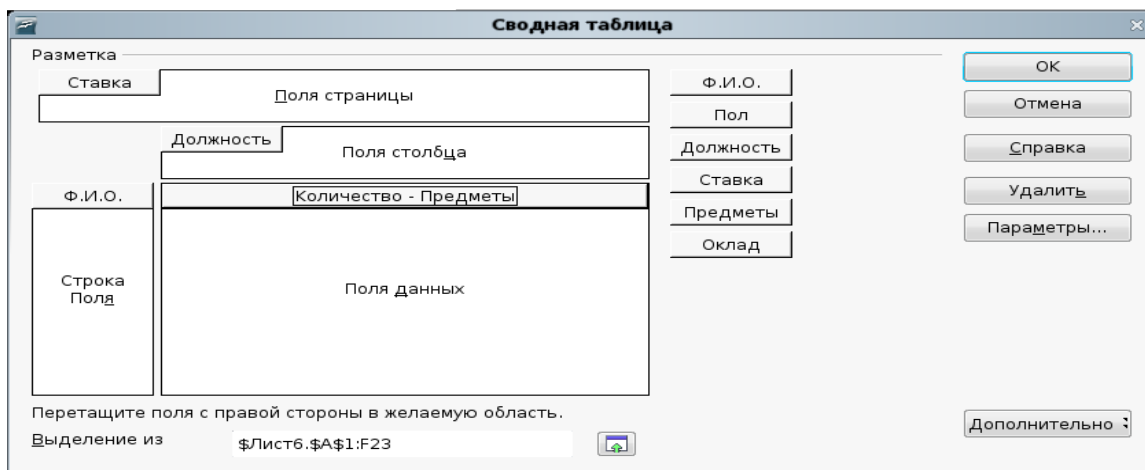 Сводная таблица
Разметка
Ставка
Поля страницы
Должность
Поля столбца
Ф.И.О.
Количество - Предметы
Строка
Поля
Поля данных
Ф.И.О.
Пол
Должность
Ставка
Предметы
Оклад
OK
Отмена
Справка
Удалить
Параметры...
Перетащите поля с правой стороны в желаемую область.
Выделение из
$Лист6.$A$1:F23
Дополнительно